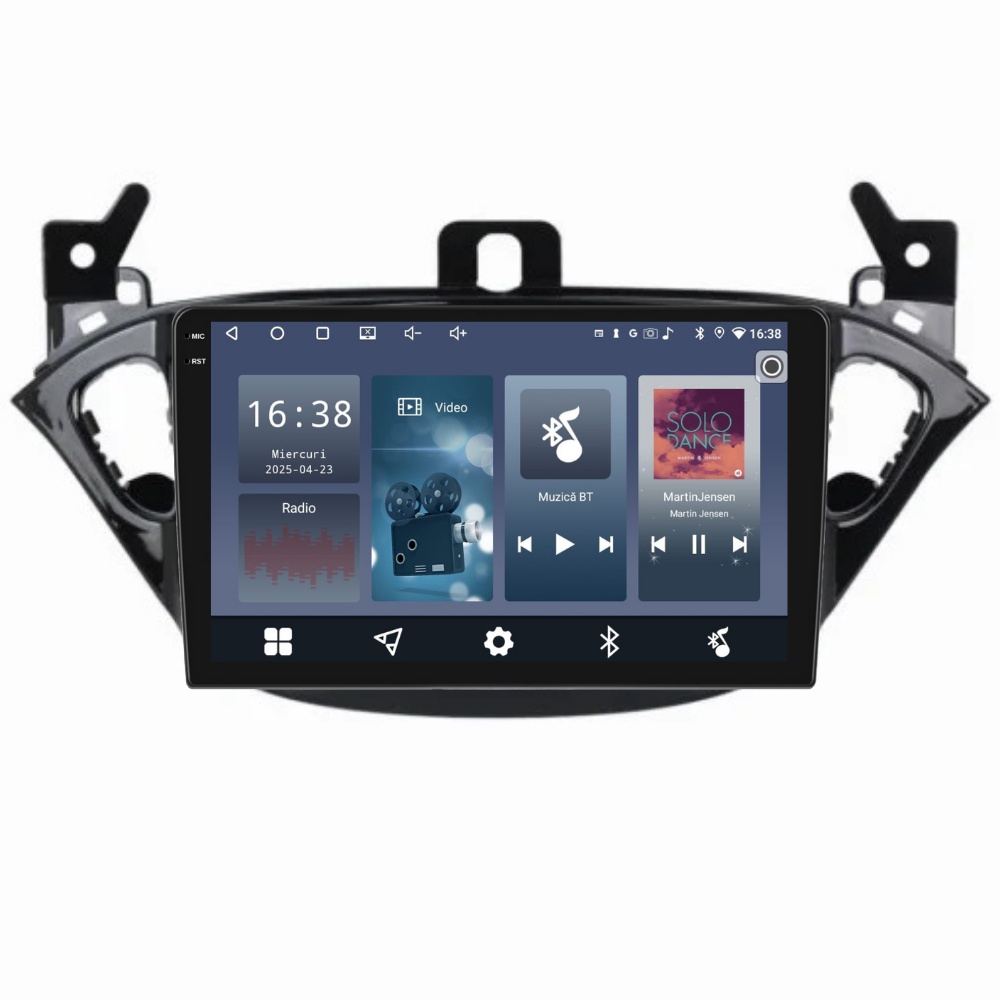 MIC
RST
G
16:38
16:38
Miercuri
2025-04-23
Radio
Video
Muzică BT
SOLO
DANCE
MARTIN JENSEN
MartinJensen
Martin Jensen